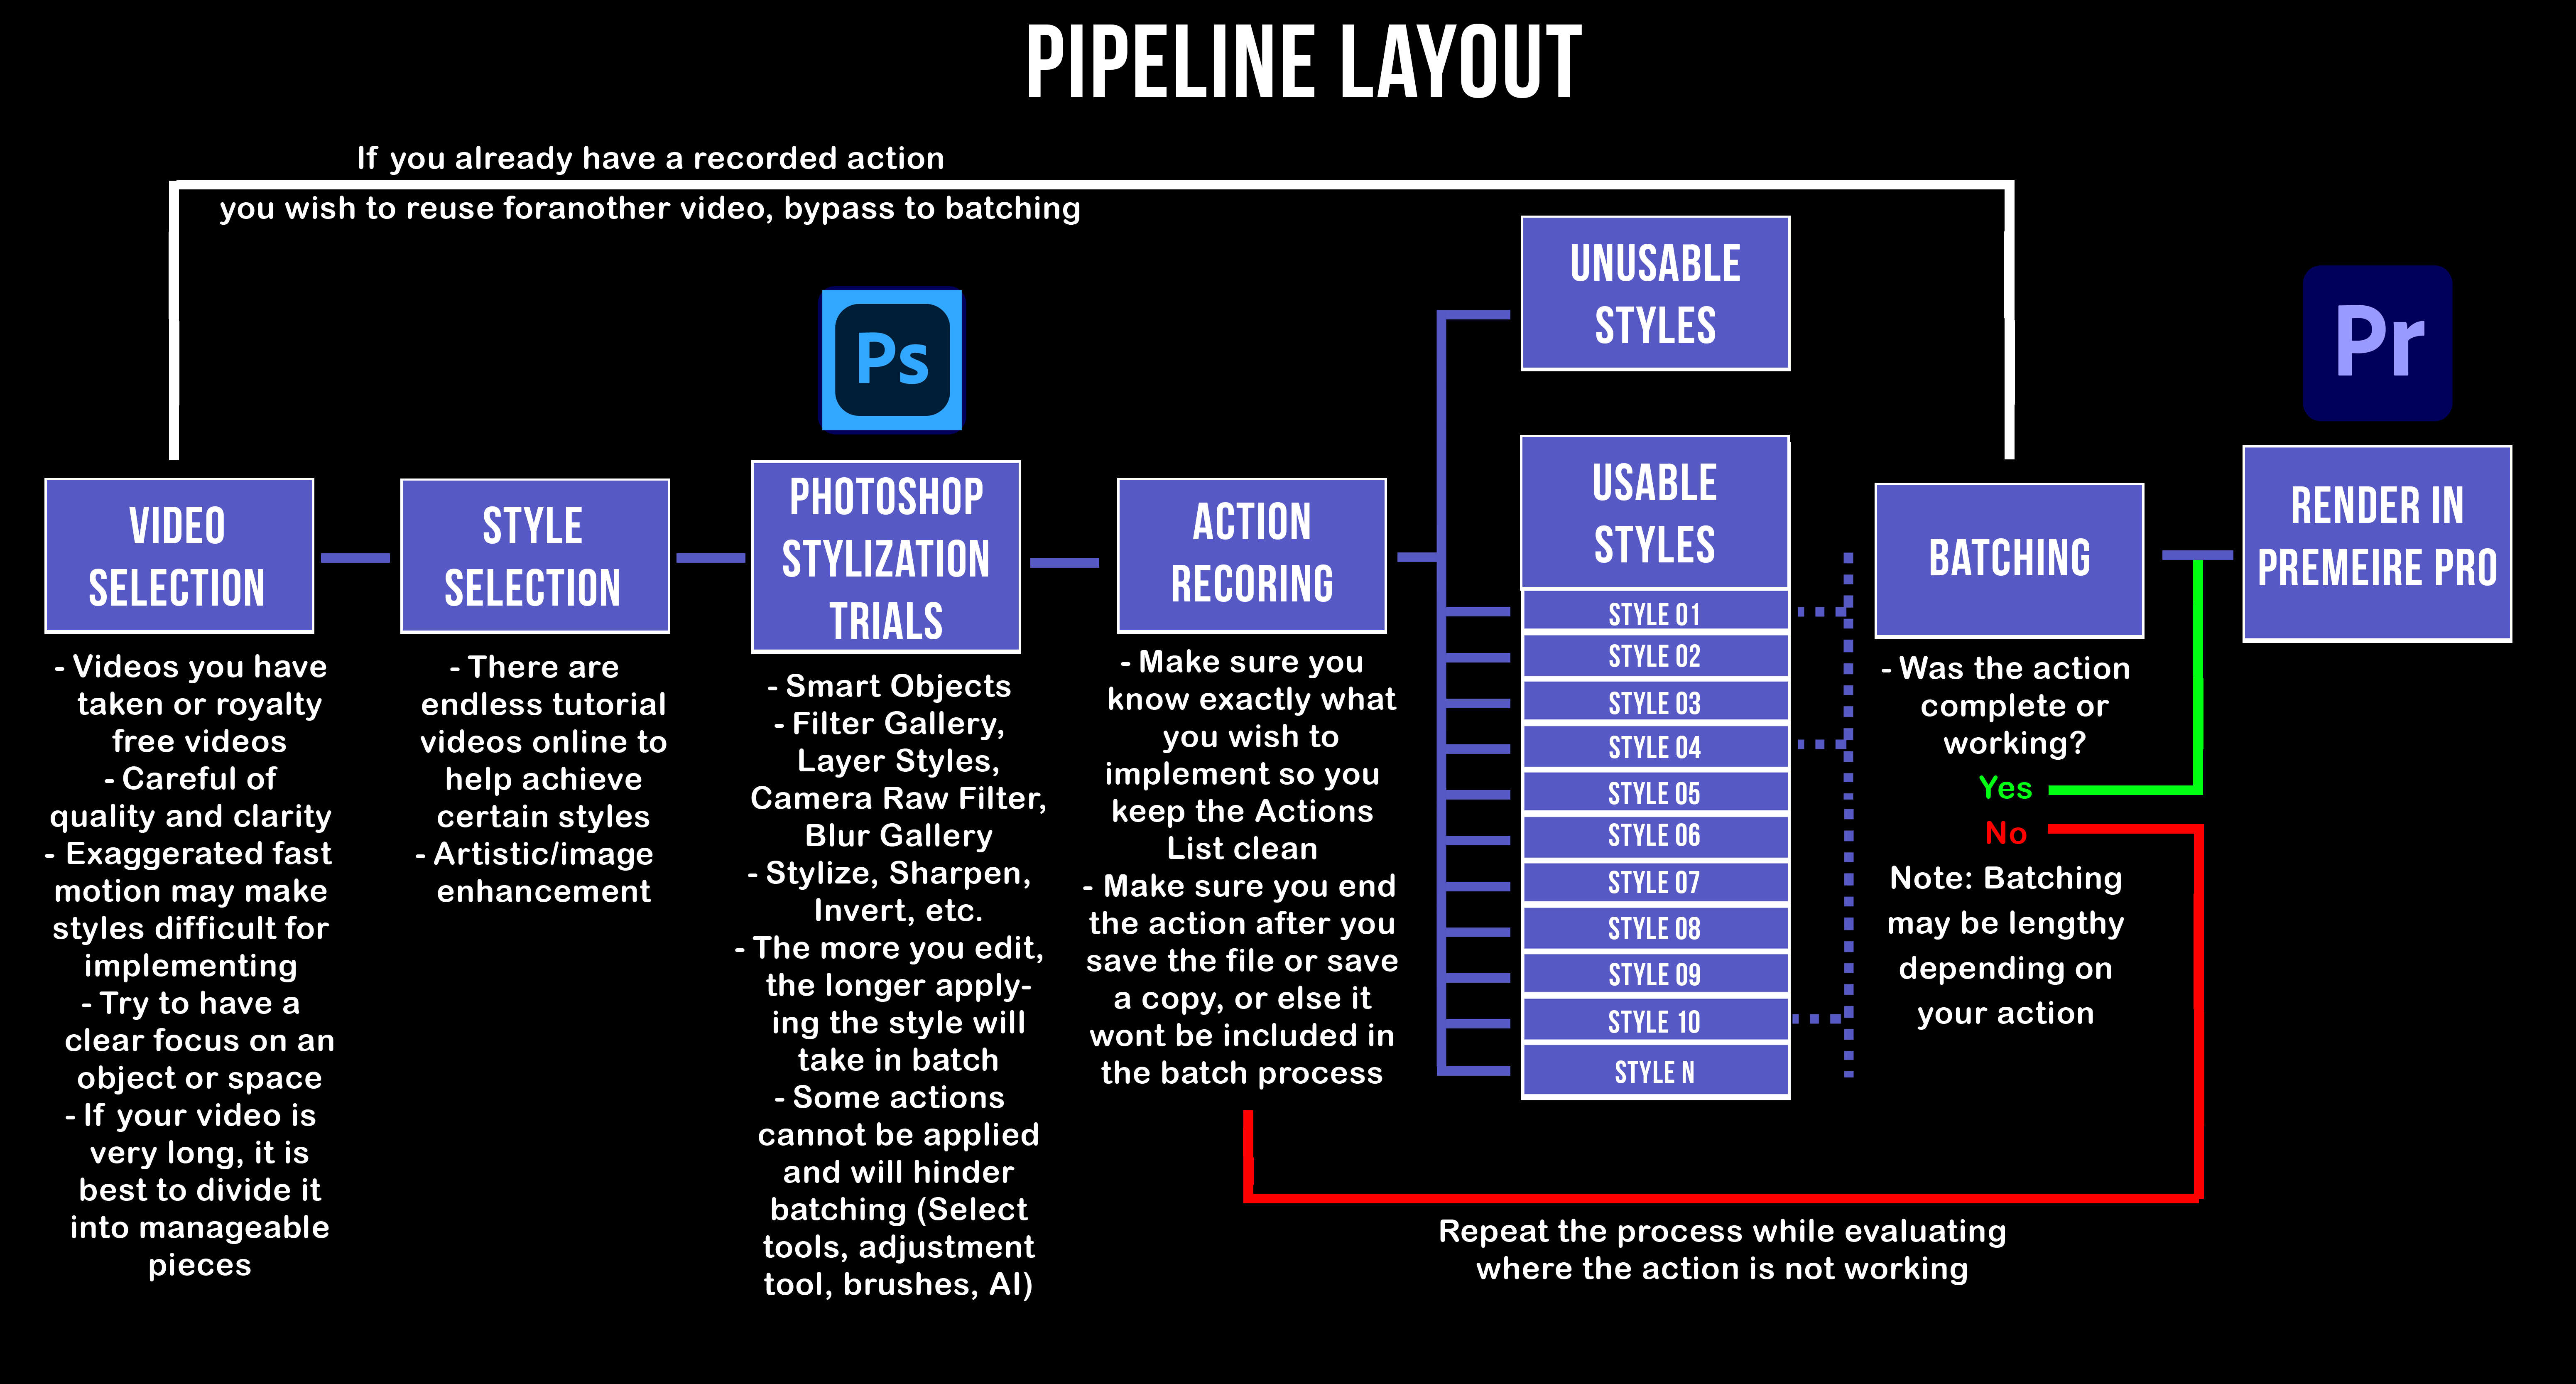 PIPELINE LAYOUT
If you already have a recorded action
you wish to reuse foranother video, bypass to batching
VIDEO
SELECTION
- Videos you have
taken or royalty
free videos
- Careful of
quality and clarity
- Exaggerated fast
motion may make
styles difficult for
implementing
- Try to have a
clear focus on an
object or space
- If your video is
very long, it is
best to divide it
into manageable
pieces
STYLE
SELECTION
- There are
endless tutorial
videos online to
help achieve
certain styles
- Artistic/image
enhancement
Ps
PHOTOSHOP
STYLIZATION
TRIALS
- Smart Objects
- Filter Gallery,
Layer Styles,
Camera Raw Filter,
Blur Gallery
- Stylize, Sharpen,
Invert, etc.
- The more you edit,
the longer apply-
ing the style will
take in batch
- Some actions
cannot be applied
and will hinder
batching (Select
tools, adjustment
tool, brushes, AI)
ACTION
RECORING
- Make sure you
know exactly what
you wish to
implement so you
keep the Actions
List clean
- Make sure you end
the action after you
save the file or save
a copy, or else it
wont be included in
the batch process
UNUSABLE
STYLES
USABLE
STYLES
STYLE 01
STYLE 02
STYLE 03
STYLE 04
STYLE 05
STYLE 06
STYLE 07
STYLE 08
STYLE 09
STYLE 10
STYLE N
BATCHING
- Was the action
complete or
working?
Yes
No
Note: Batching
may be lengthy
depending on
your action
Repeat the process while evaluating
where the action is not working
Pr
RENDER IN
PREMEIRE PRO